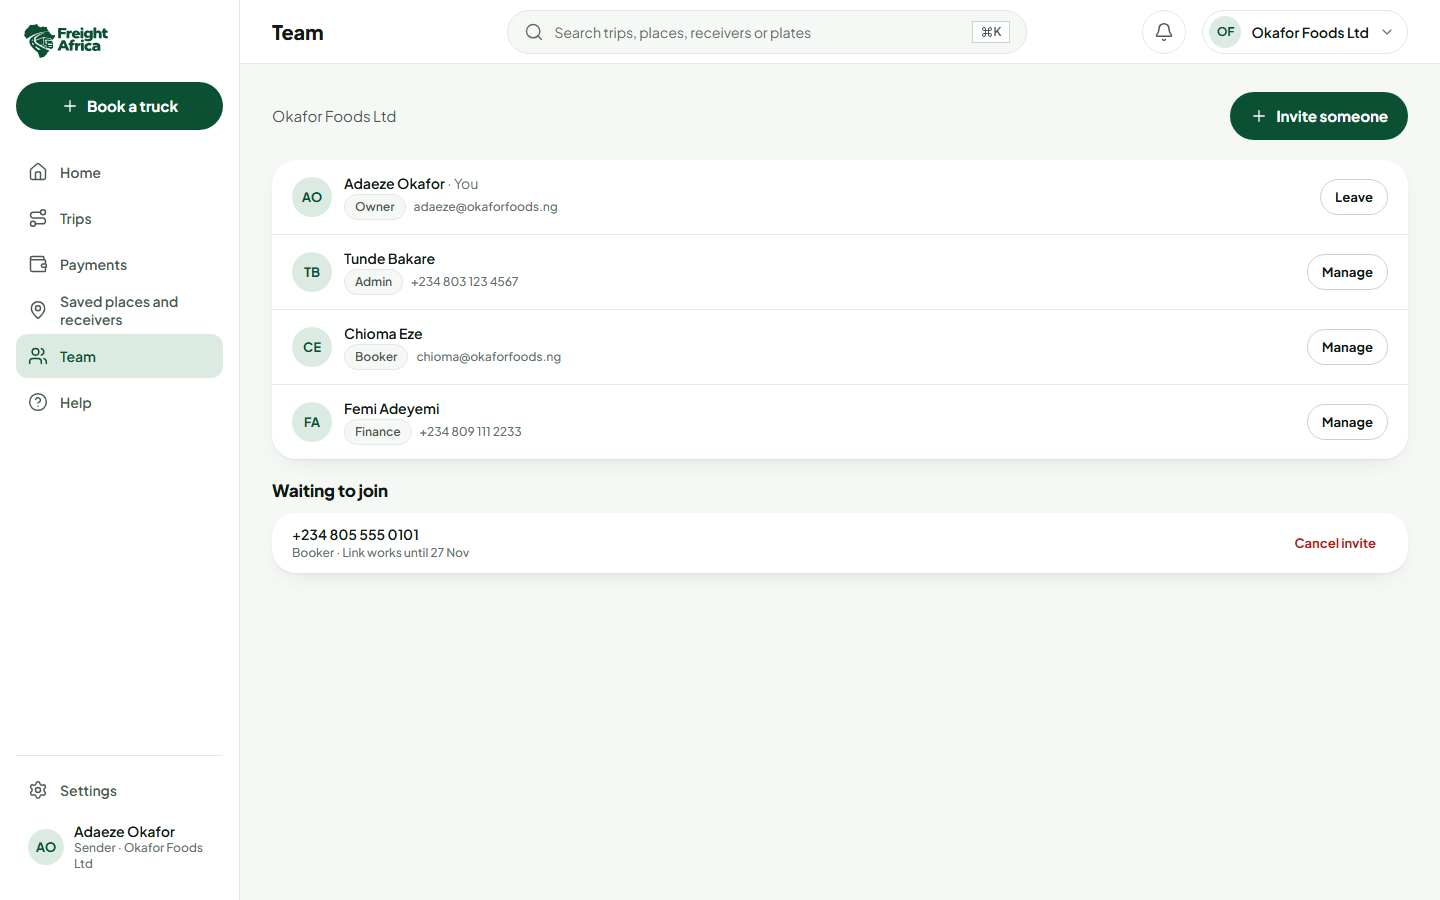 Freight
Africa
Team
Search trips, places, receivers or plates
⌘K
OF
Okafor Foods Ltd
Book a truck
Home
Trips
Payments
Saved places and
receivers
Team
Help
Settings
AO
Adaeze Okafor
Sender · Okafor Foods
Ltd
Okafor Foods Ltd
Invite someone
AO
Adaeze Okafor · You
Owner adaeze@okaforfoods.ng
Leave
TB
Tunde Bakare
Admin +234 803 123 4567
Manage
CE
Chioma Eze
Booker chioma@okaforfoods.ng
Manage
FA
Femi Adeyemi
Finance +234 809 111 2233
Manage
Waiting to join
+234 805 555 0101
Booker · Link works until 27 Nov
Cancel invite